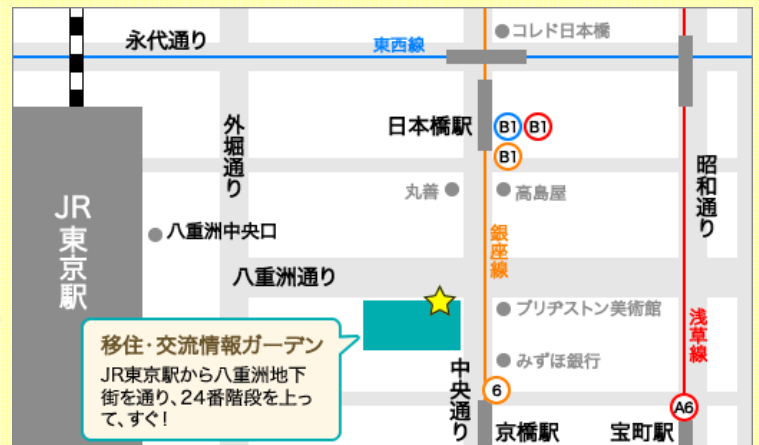 コレド日本橋
永代通り
東西線
日本橋駅
B1
B1
B1
外堀通り
昭和通り
丸善
高島屋
JR
東京駅
八重洲中央口
銀座線
八重洲通り
ブリヂストン美術館
浅草線
移住・交流情報ガーデン
JR東京駅から八重洲地下
街を通り、24番階段を上っ
て、すぐ!
中央通り
みずほ銀行
6
A6
京橋駅
宝町駅